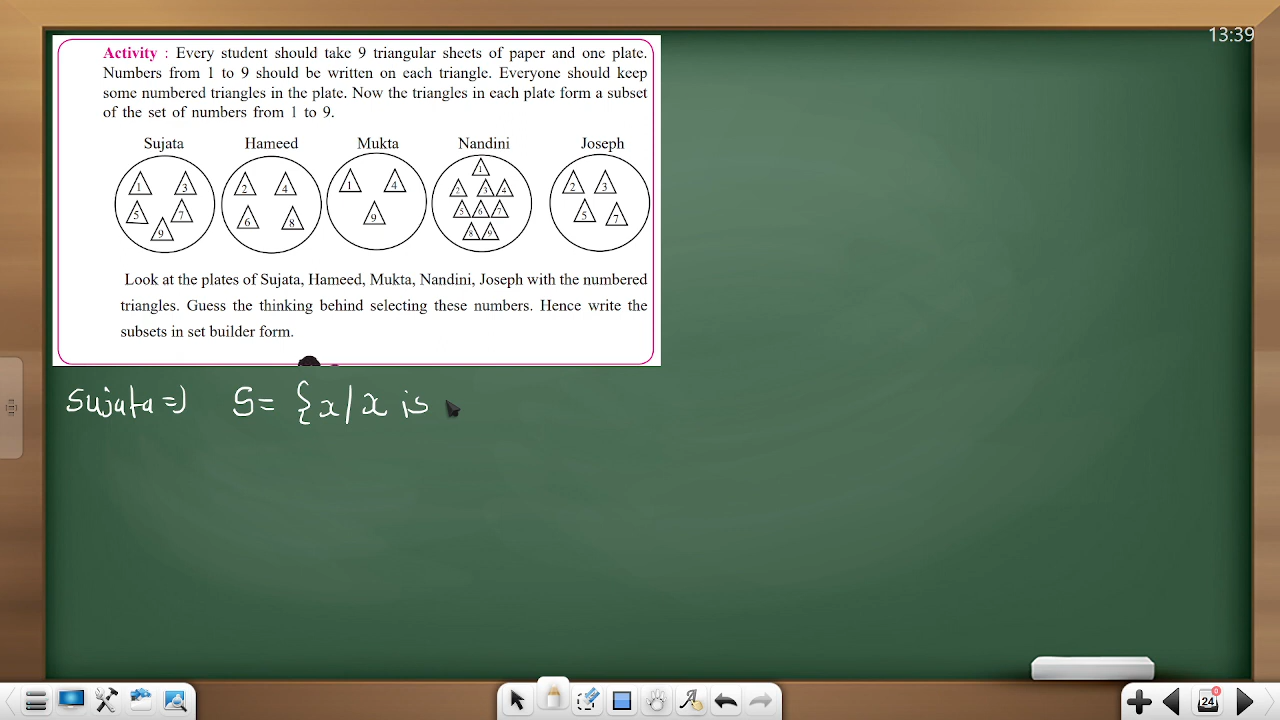 13:39
Activity : Every student should take 9 triangular sheets of paper and one plate.
Numbers from 1 to 9 should be written on each triangle. Everyone should keep
some numbered triangles in the plate. Now the triangles in each plate form a subset
of the set of numbers from 1 to 9.
Sujata Hameed Mukta Nandini Joseph
1 3 5 7 9
2 4 6 8
1 4 9
1 2 3 4 5 6 7 8 9
2 3 5 7
Look at the plates of Sujata, Hameed, Mukta, Nandini, Joseph with the numbered
triangles. Guess the thinking behind selecting these numbers. Hence write the
subsets in set builder form.
Sujata => S = {x/x is
24
0